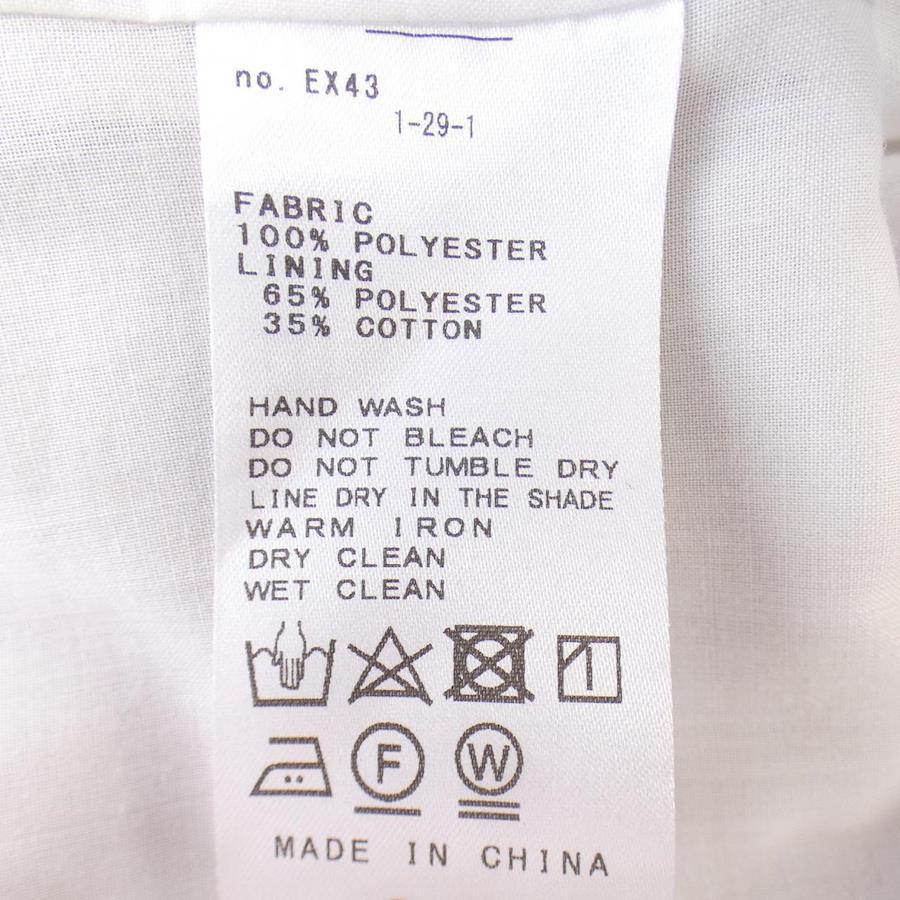 no. EX43
1-29-1
FABRIC
100% POLYESTER
LINING
65% POLYESTER
35% COTTON
HAND WASH
DO NOT BLEACH
DO NOT TUMBLE DRY
LINE DRY IN THE SHADE
WARM IRON
DRY CLEAN
WET CLEAN
F W
MADE IN CHINA